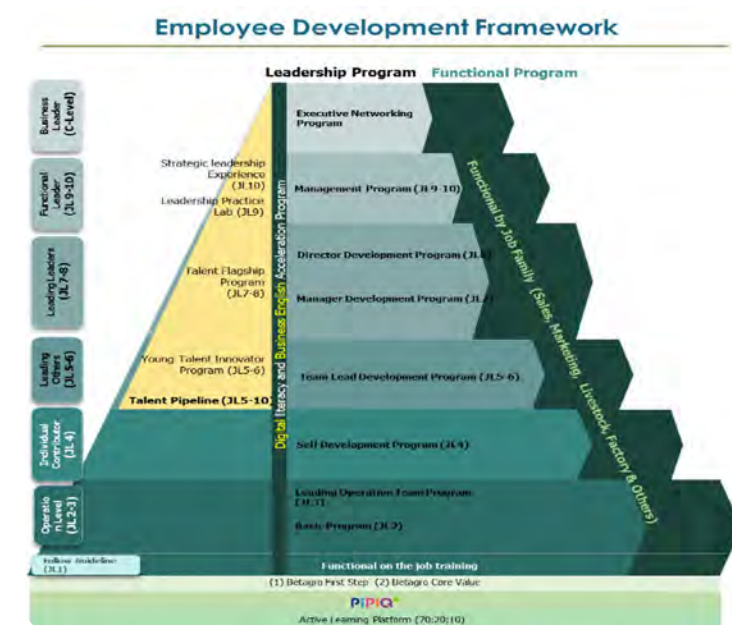 Employee Development Framework
Leadership Program
Functional Program
Business
Leader
(C-Level)
Executive Networking
Program
Functional
Leader
(JL9-10)
Strategic leadership
Experience
(JL10)
Leadership Practice
Lab (JL9)
Management Program (JL9-10)
Leading Leaders
(JL7-8)
Talent Flagship
Program
(JL7-8)
Director Development Program
Manager Development Program
Leading
Others
(JL5-6)
Young Talent Innovator
Program (JL5-6)
Talent Pipeline (JL5-10)
Team Lead Development Program (JL5-6)
Digital literacy and Business English Acceleration Program
Functional by Job Family (Sales, Marketing, Livestock, Factory & Others)
Individual
Contributor
(JL4)
Self Development Program (JL4)
Operatio
n Level
(JL2-3)
Leading Operation Team Program
(JL3)
Basic Program (JL2)
Follow Guideline
(JL1)
Functional on the job training
(1) Betagro First Step (2) Betagro Core Value
PiPiQ
Active Learning Platform (70:20:10)